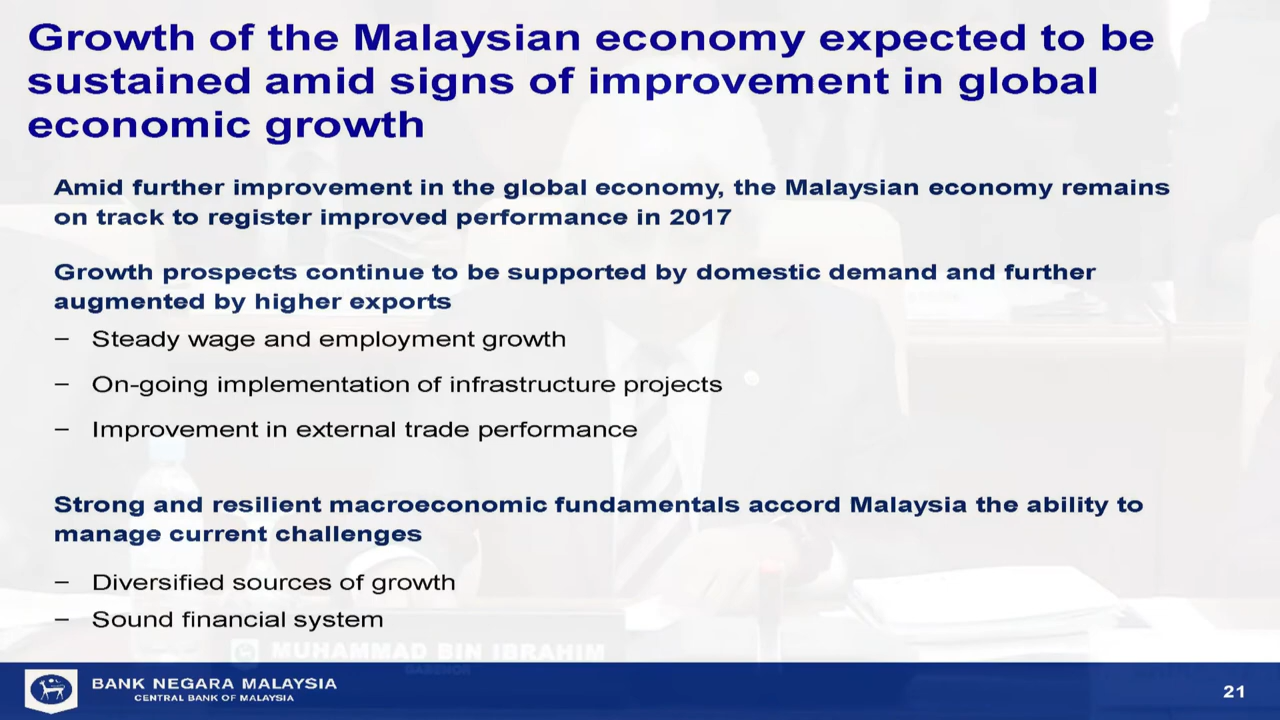 Growth of the Malaysian economy expected to be
sustained amid signs of improvement in global
economic growth
Amid further improvement in the global economy, the Malaysian economy remains
on track to register improved performance in 2017
Growth prospects continue to be supported by domestic demand and further
augmented by higher exports
– Steady wage and employment growth
– On-going implementation of infrastructure projects
– Improvement in external trade performance
Strong and resilient macroeconomic fundamentals accord Malaysia the ability to
manage current challenges
– Diversified sources of growth
– Sound financial system
MUHAMMAD BIN IBRAHIM
BANK NEGARA MALAYSIA
CENTRAL BANK OF MALAYSIA
21